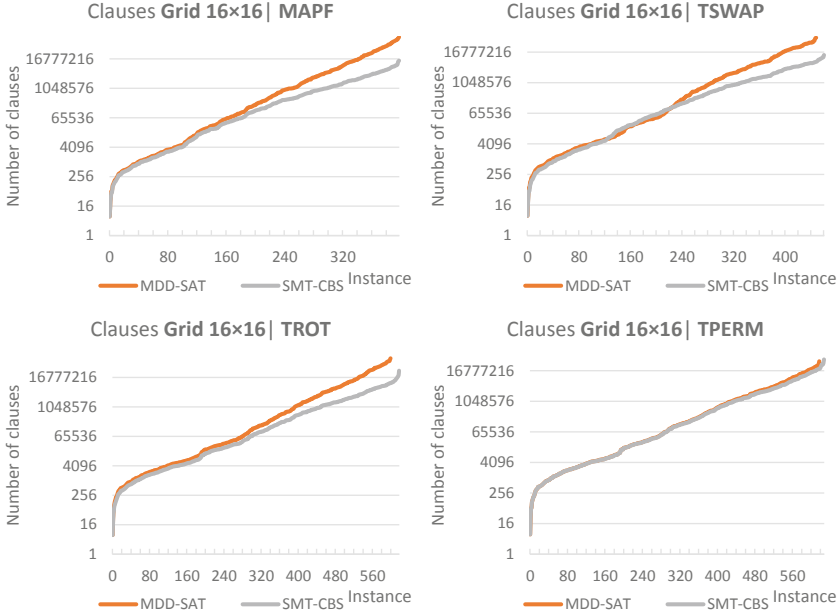 Clauses Grid 16×16| MAPF
Number of clauses
16777216
1048576
65536
4096
256
16
1
0 80 160 240 320
Instance
MDD-SAT SMT-CBS
Clauses Grid 16×16| TSWAP
Number of clauses
16777216
1048576
65536
4096
256
16
1
0 80 160 240 320 400
Instance
MDD-SAT SMT-CBS
Clauses Grid 16×16| TROT
Number of clauses
16777216
1048576
65536
4096
256
16
1
0 80 160 240 320 400 480 560
Instance
MDD-SAT SMT-CBS
Clauses Grid 16×16| TPERM
Number of clauses
16777216
1048576
65536
4096
256
16
1
0 80 160 240 320 400 480 560
Instance
MDD-SAT SMT-CBS